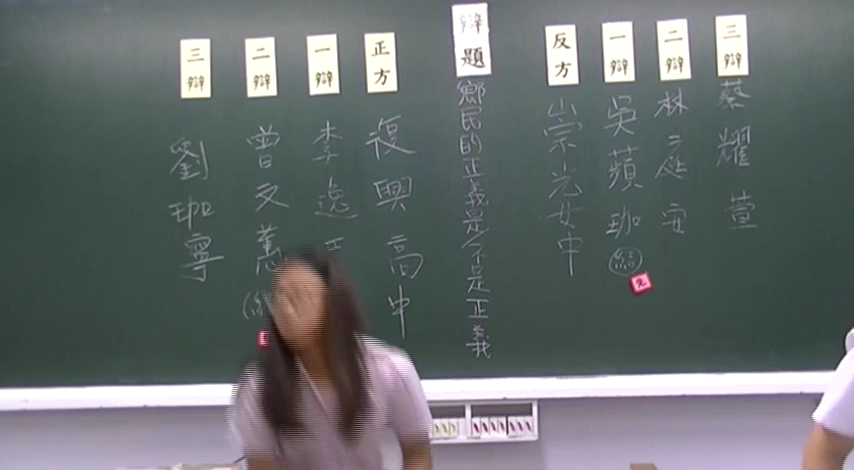 三辯
蔡耀萱
二辯
林庭安
一辯
吳蘋珈
結
先
反方
崇光女中
辯題
鄉民的正義是不是正義
正方
復興高中
一辯
李逸
二辯
曾文蕙
三辯
劉珈寧